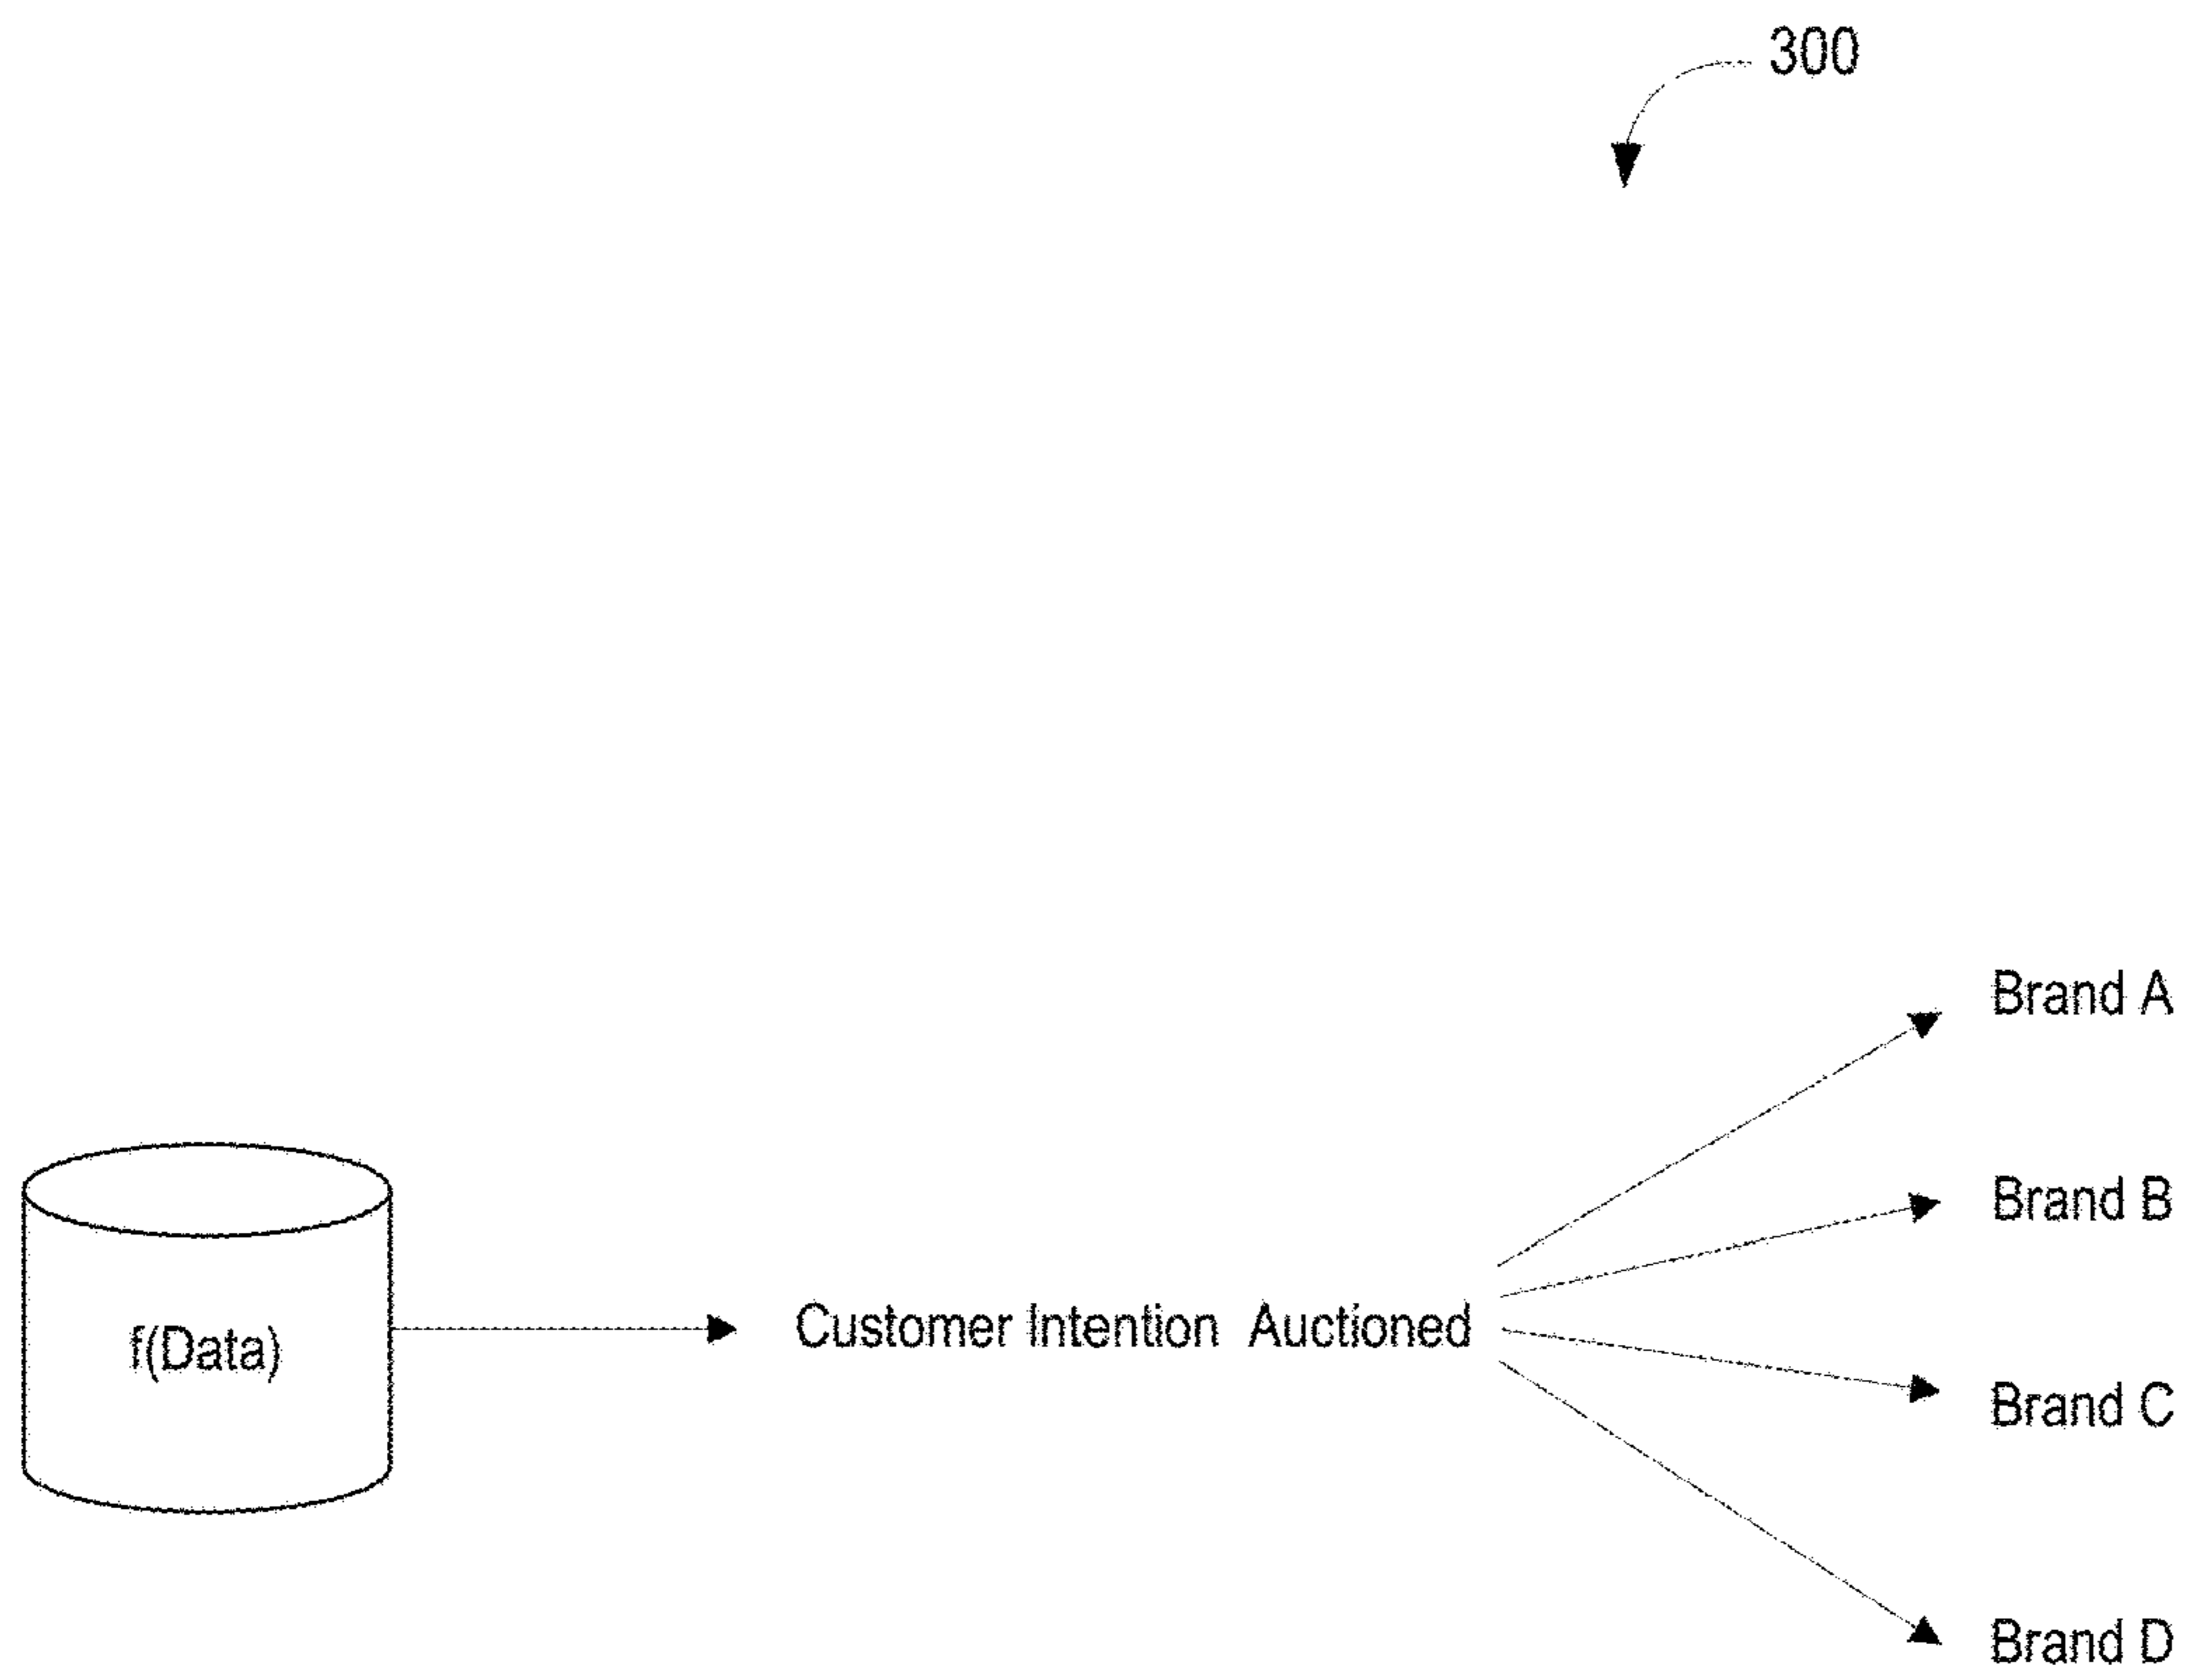 300
Brand A
Brand B
f(Data)
Customer Intention Auctioned
Brand C
Brand D